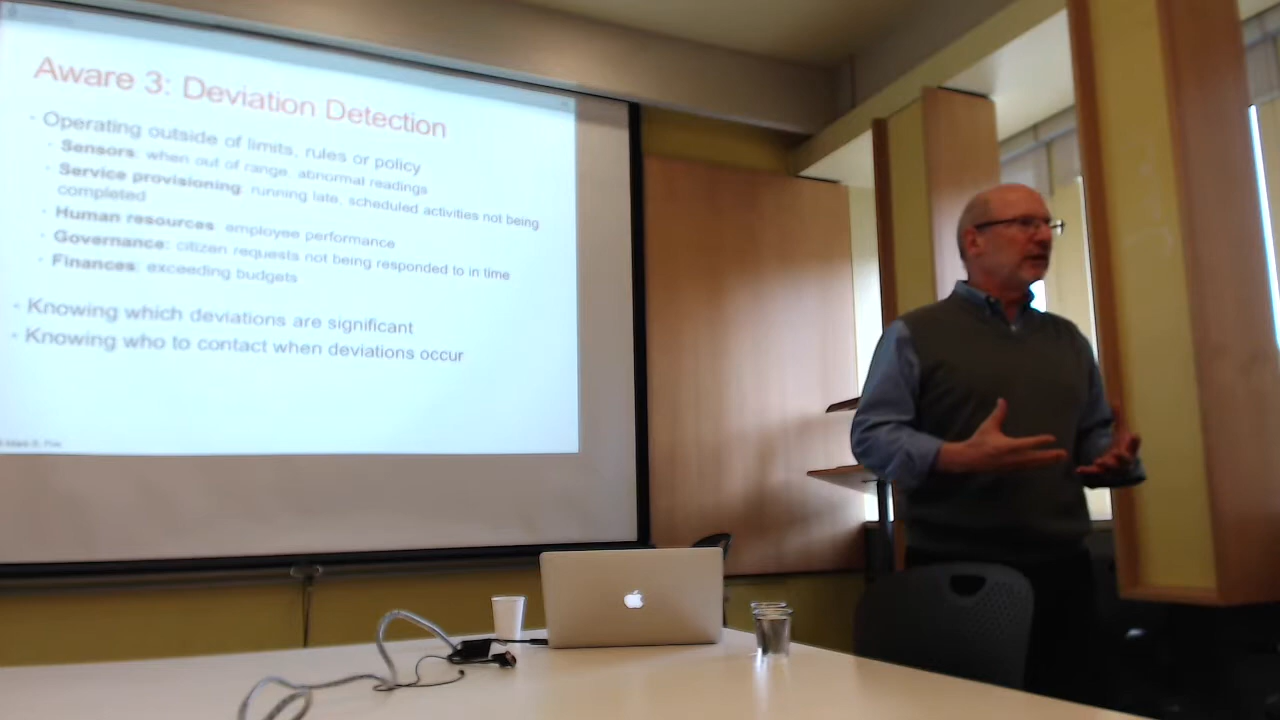 Aware 3: Deviation Detection
• Operating outside of limits, rules or policy
• Sensors: when out of range, abnormal readings
• Service provisioning: running late, scheduled activities not being
completed
• Human resources: employee performance
• Governance: citizen requests not being responded to in time
• Finances: exceeding budgets
• Knowing which deviations are significant
• Knowing who to contact when deviations occur